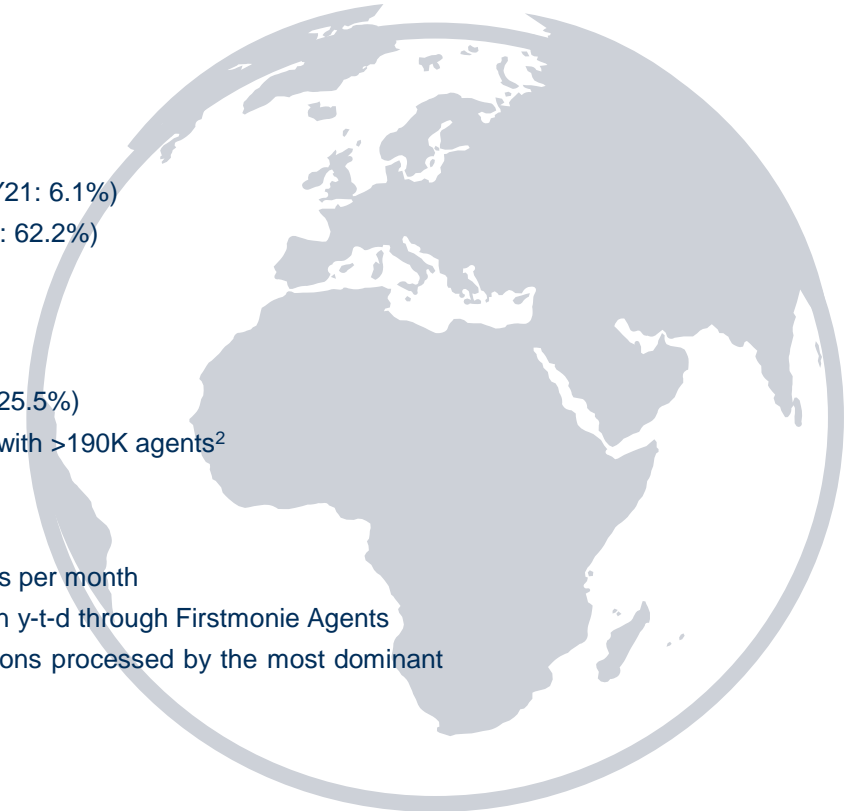 Y21: 6.1%)
: 62.2%)
25.5%)
with >190K agents²
s per month
n y-t-d through Firstmonie Agents
ons processed by the most dominant